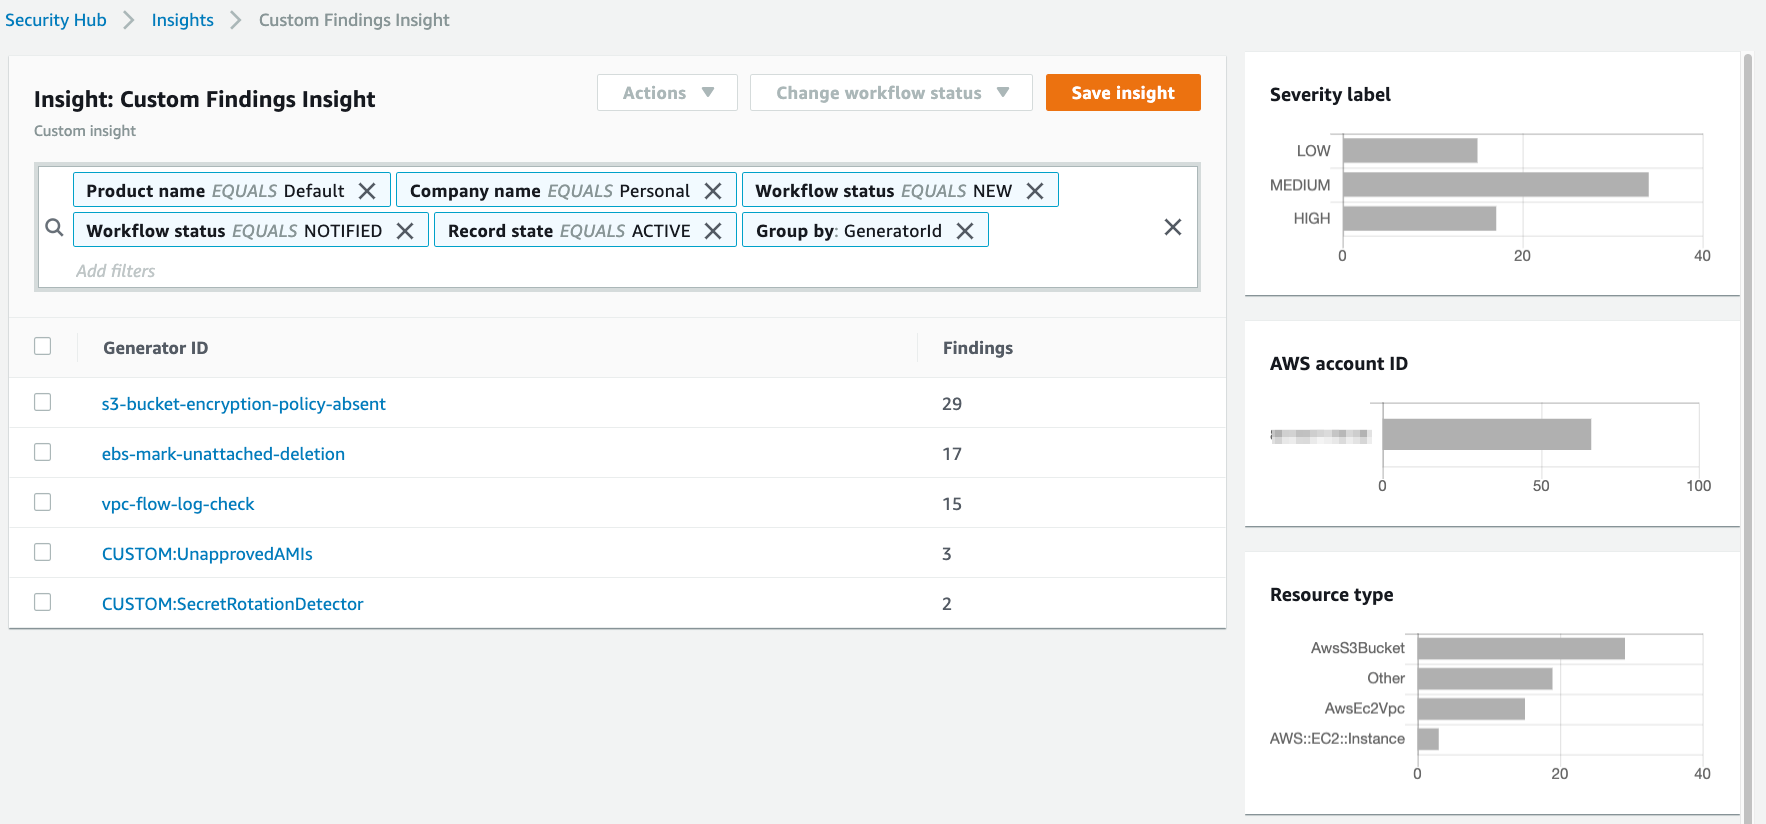 Security Hub > Insights > Custom Findings Insight
Insight: Custom Findings Insight
Custom insight
Actions
Change workflow status
Save insight
Product name EQUALS Default
Company name EQUALS Personal
Workflow status EQUALS NEW
Workflow status EQUALS NOTIFIED
Record state EQUALS ACTIVE
Group by: GeneratorId
Add filters
Generator ID Findings
s3-bucket-encryption-policy-absent 29
ebs-mark-unattached-deletion 17
vpc-flow-log-check 15
CUSTOM:UnapprovedAMIs 3
CUSTOM:SecretRotationDetector 2
Severity label
LOW
MEDIUM
HIGH
0 20 40
AWS account ID
0 50 100
Resource type
AwsS3Bucket
Other
AwsEc2Vpc
AWS::EC2::Instance
0 20 40